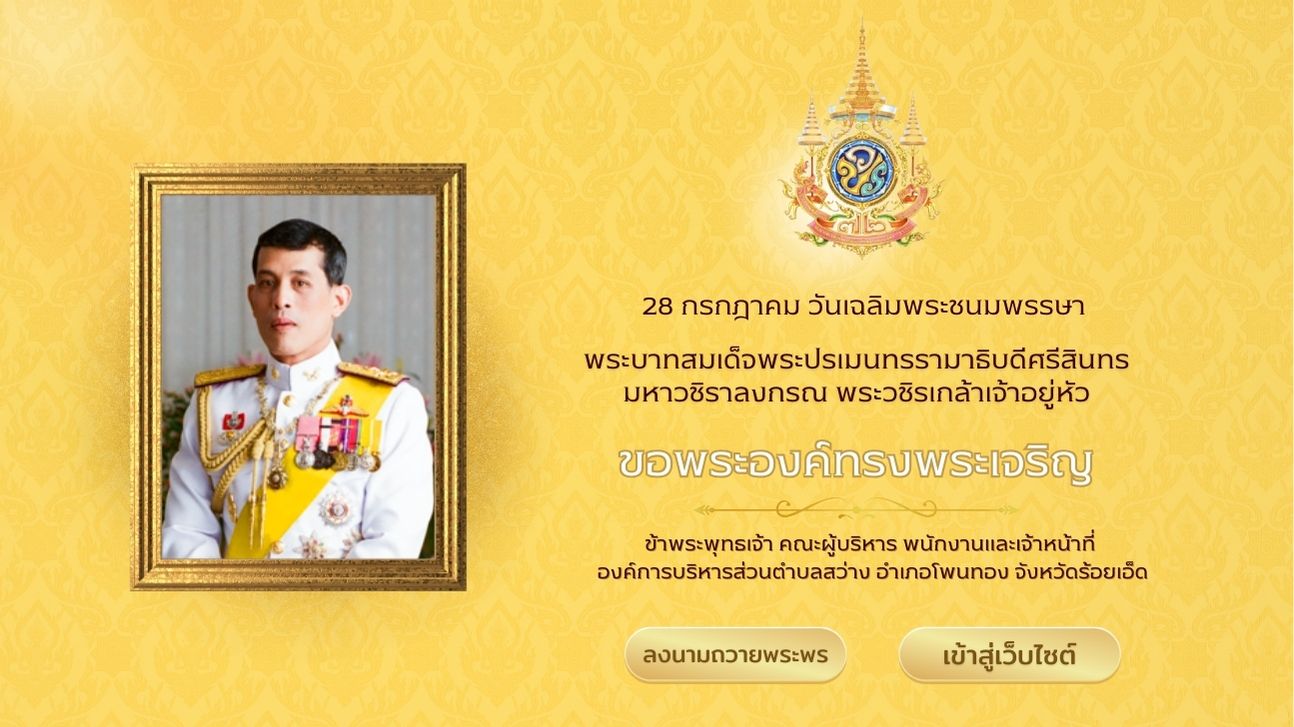 ๗๒
28 กรกฎาคม วันเฉลิมพระชนมพรรษา
พระบาทสมเด็จพระปรเมนทรรามาธิบดีศรีสินทร
มหาวชิราลงกรณ พระวชิรเกล้าเจ้าอยู่หัว
ขอพระองค์ทรงพระเจริญ
ข้าพระพุทธเจ้า คณะผู้บริหาร พนักงานและเจ้าหน้าที่
องค์การบริหารส่วนตำบลสว่าง อำเภอโพนทอง จังหวัดร้อยเอ็ด
ลงนามถวายพระพร
เข้าสู่เว็บไซต์